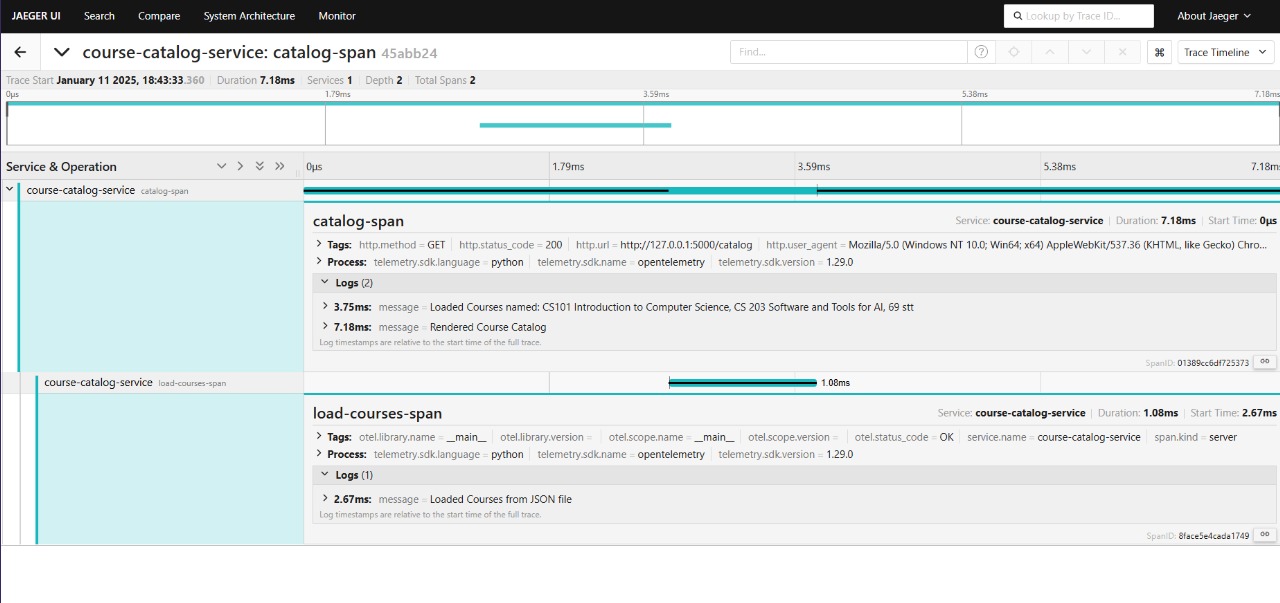 JAEGER UI Search Compare System Architecture Monitor Lookup by Trace ID... About Jaeger
course-catalog-service: catalog-span 45abb24 Find... ? ⌘ Trace Timeline
Trace Start January 11 2025, 18:43:33.360 Duration 7.18ms Services 1 Depth 2 Total Spans 2
0μs 1.79ms 3.59ms 5.38ms 7.18ms
Service & Operation 0μs 1.79ms 3.59ms 5.38ms 7.18ms
course-catalog-service catalog-span
catalog-span Service: course-catalog-service Duration: 7.18ms Start Time: 0μs
Tags: http.method = GET http.status_code = 200 http.url = http://127.0.0.1:5000/catalog http.user_agent = Mozilla/5.0 (Windows NT 10.0; Win64; x64) AppleWebKit/537.36 (KHTML, like Gecko) Chro...
Process: telemetry.sdk.language = python telemetry.sdk.name = opentelemetry telemetry.sdk.version = 1.29.0
Logs (2)
3.75ms: message = Loaded Courses named: CS101 Introduction to Computer Science, CS 203 Software and Tools for AI, 69 stt
7.18ms: message = Rendered Course Catalog
Log timestamps are relative to the start time of the full trace.
SpanID: 01389cc6df725373
course-catalog-service load-courses-span 1.08ms
load-courses-span Service: course-catalog-service Duration: 1.08ms Start Time: 2.67ms
Tags: otel.library.name = __main__ otel.library.version = otel.scope.name = __main__ otel.scope.version = otel.status_code = OK service.name = course-catalog-service span.kind = server
Process: telemetry.sdk.language = python telemetry.sdk.name = opentelemetry telemetry.sdk.version = 1.29.0
Logs (1)
2.67ms: message = Loaded Courses from JSON file
Log timestamps are relative to the start time of the full trace.
SpanID: 8face5e4cada1749